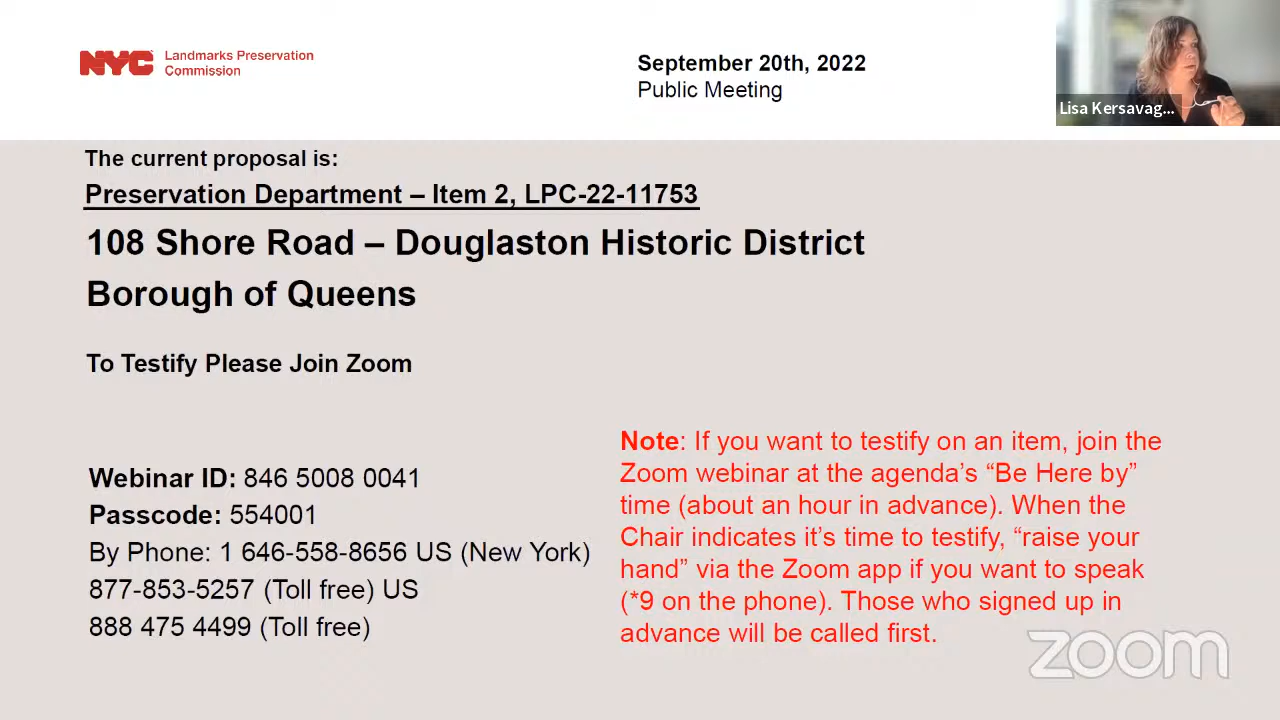 NYC Landmarks Preservation
Commission
September 20th, 2022
Public Meeting
Lisa Kersavag...
The current proposal is:
Preservation Department – Item 2, LPC-22-11753
108 Shore Road – Douglaston Historic District
Borough of Queens
To Testify Please Join Zoom
Webinar ID: 846 5008 0041
Passcode: 554001
By Phone: 1 646-558-8656 US (New York)
877-853-5257 (Toll free) US
888 475 4499 (Toll free)
Note: If you want to testify on an item, join the
Zoom webinar at the agenda’s “Be Here by”
time (about an hour in advance). When the
Chair indicates it’s time to testify, “raise your
hand” via the Zoom app if you want to speak
(*9 on the phone). Those who signed up in
advance will be called first.
zoom